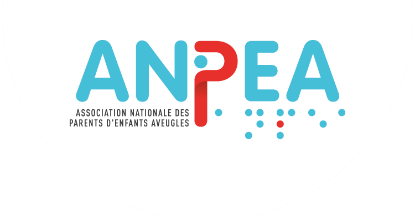 ANPEA
ASSOCIATION NATIONALE DES
PARENTS D'ENFANTS AVEUGLES